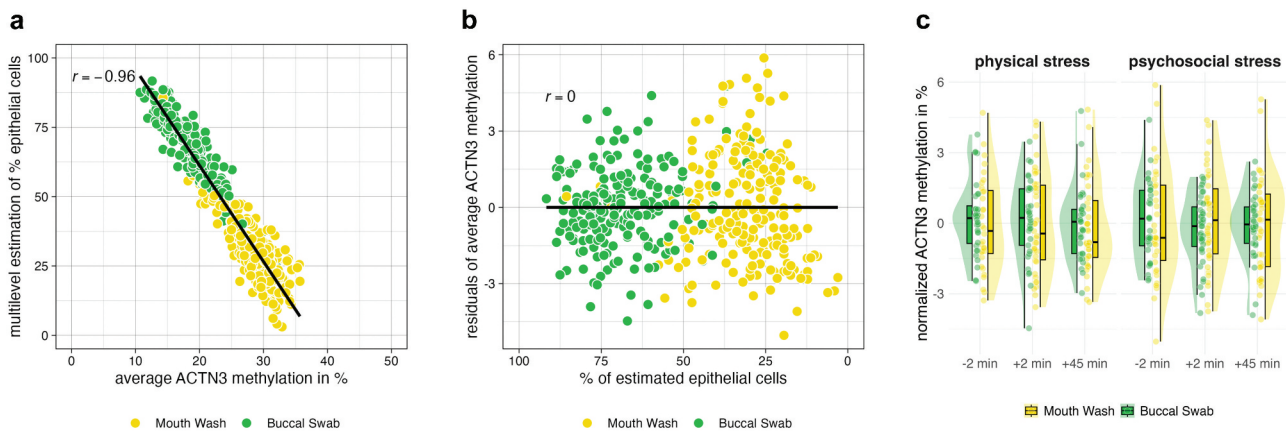 a
multilevel estimation of % epithelial cells
100
75
50
25
0
r = −0.96
0
10
20
30
40
50
average ACTN3 methylation in %
Mouth Wash
Buccal Swab
b
residuals of average ACTN3 methylation
6
3
0
-3
r = 0
100
75
50
25
0
% of estimated epithelial cells
Mouth Wash
Buccal Swab
c
physical stress
psychosocial stress
normalized ACTN3 methylation in %
6
3
0
-3
-2 min
+2 min
+45 min
-2 min
+2 min
+45 min
Mouth Wash
Buccal Swab